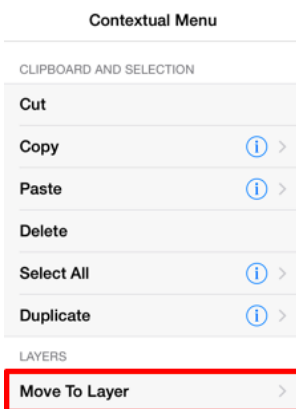 Contextual Menu
CLIPBOARD AND SELECTION
Cut
Copy
Paste
Delete
Select All
Duplicate
LAYERS
Move To Layer